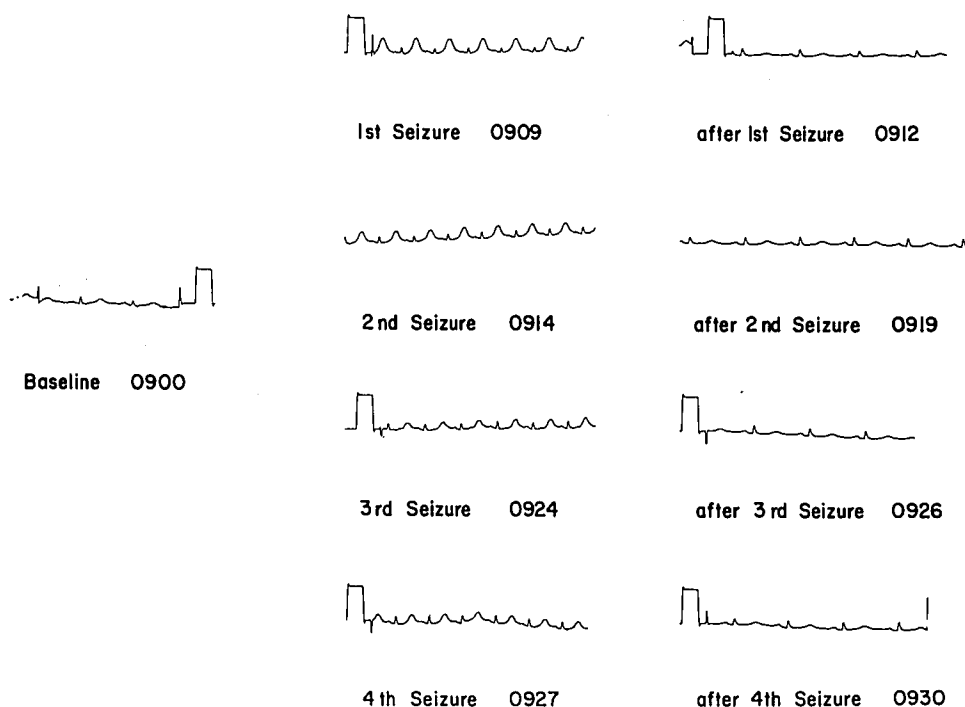 1st Seizure 0909
after 1st Seizure 0912
2nd Seizure 0914
after 2nd Seizure 0919
Baseline 0900
3rd Seizure 0924
after 3rd Seizure 0926
4th Seizure 0927
after 4th Seizure 0930